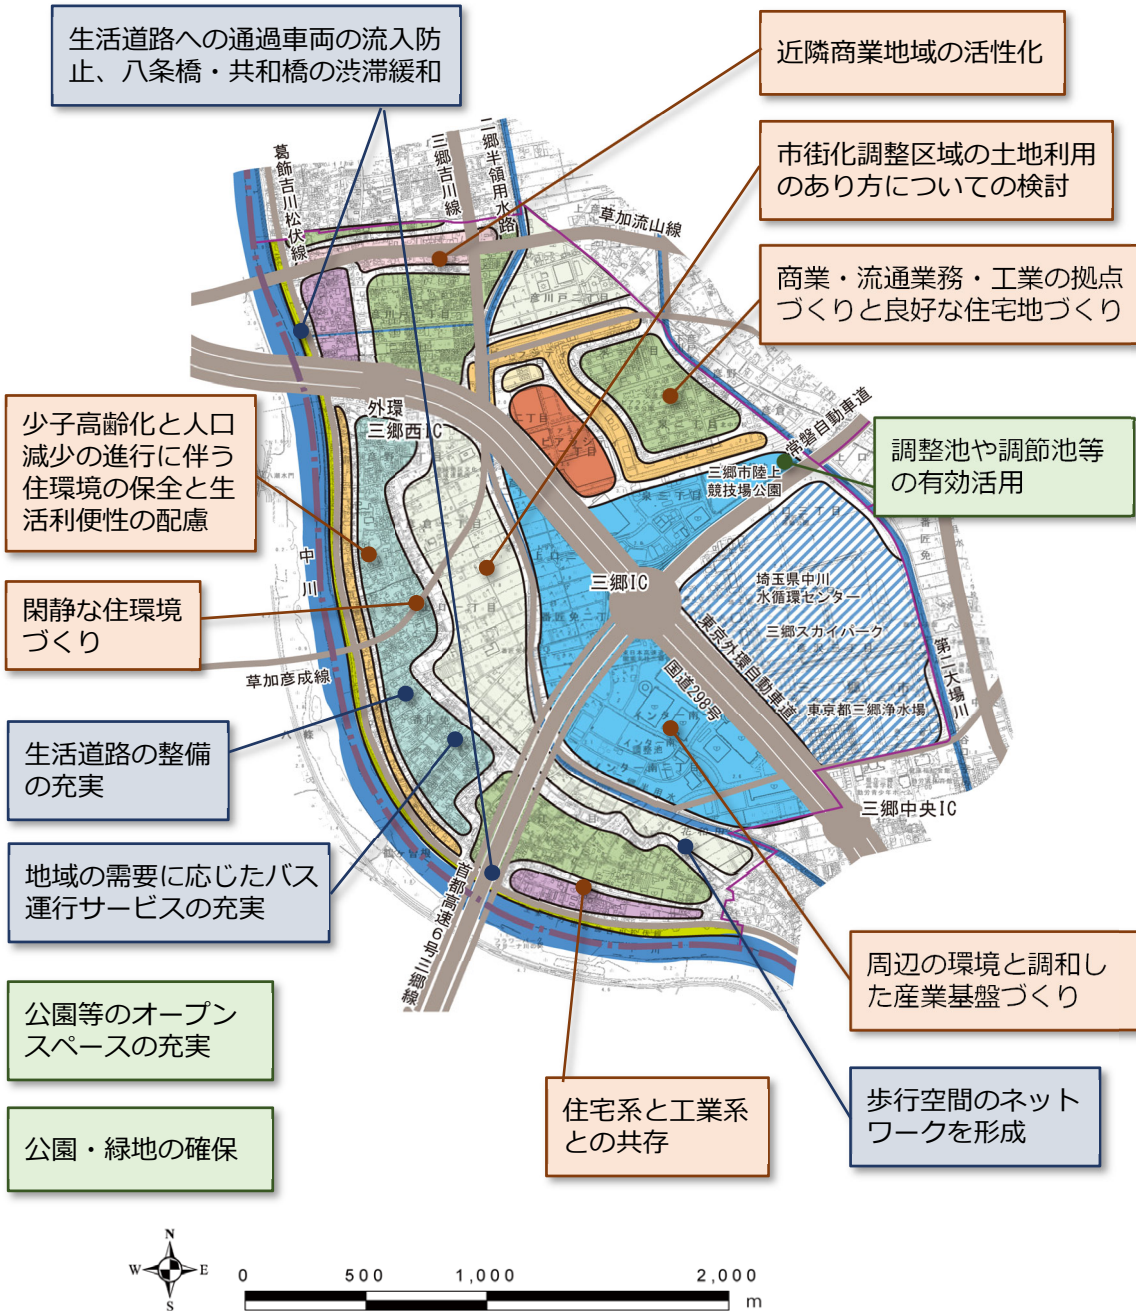 生活道路への通過車両の流入防
止、八条橋・共和橋の渋滞緩和
近隣商業地域の活性化
市街化調整区域の土地利用
のあり方についての検討
商業・流通業務・工業の拠点
づくりと良好な住宅地づくり
調整池や調節池等
の有効活用
少子高齢化と人口
減少の進行に伴う
住環境の保全と生
活利便性の配慮
閑静な住環境
づくり
生活道路の整備
の充実
地域の需要に応じたバス
運行サービスの充実
公園等のオープン
スペースの充実
公園・緑地の確保
住宅系と工業系
との共存
周辺の環境と調和し
た産業基盤づくり
歩行空間のネット
ワークを形成
葛飾吉川松伏線
三郷吉川線
二郷半領用水路
草加流山線
外環
三郷西IC
常磐自動車道
三郷市陸上
競技場公園
三郷IC
埼玉県中川
水循環センター
三郷スカイパーク
東京都三郷浄水場
東京外環自動車道
国道298号
第二大場川
中川
草加彦成線
三郷中央IC
首都高速6号三郷線
インター南
調整池
インター南二丁目
N
W
E
S
0
500
1,000
2,000
m